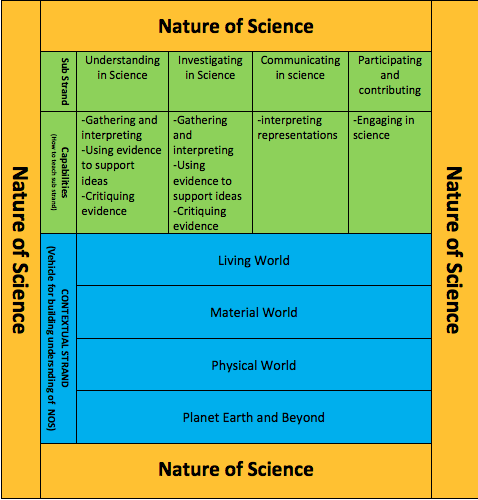 Nature of Science
Nature of Science
Sub Strand
Understanding
in Science
Investigating
in Science
Communicating
in science
Participating
and
contributing
Capabilities
(How to teach sub strand)
-Gathering and
interpreting
-Using evidence
to support
ideas
-Critiquing
evidence
-Gathering
and
interpreting
-Using
evidence to
support ideas
-Critiquing
evidence
-interpreting
representations
-Engaging in
science
CONTEXTUAL STRAND
(Vehicle for building undersnding of NOS)
Living World
Material World
Physical World
Planet Earth and Beyond
Nature of Science
Nature of Science